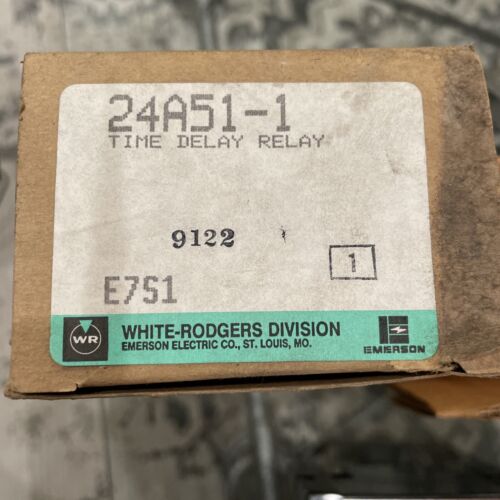 24A51-1
TIME DELAY RELAY
9122
1
E7S1
WR
WHITE-RODGERS DIVISION
EMERSON ELECTRIC CO., ST. LOUIS, MO.
EMERSON